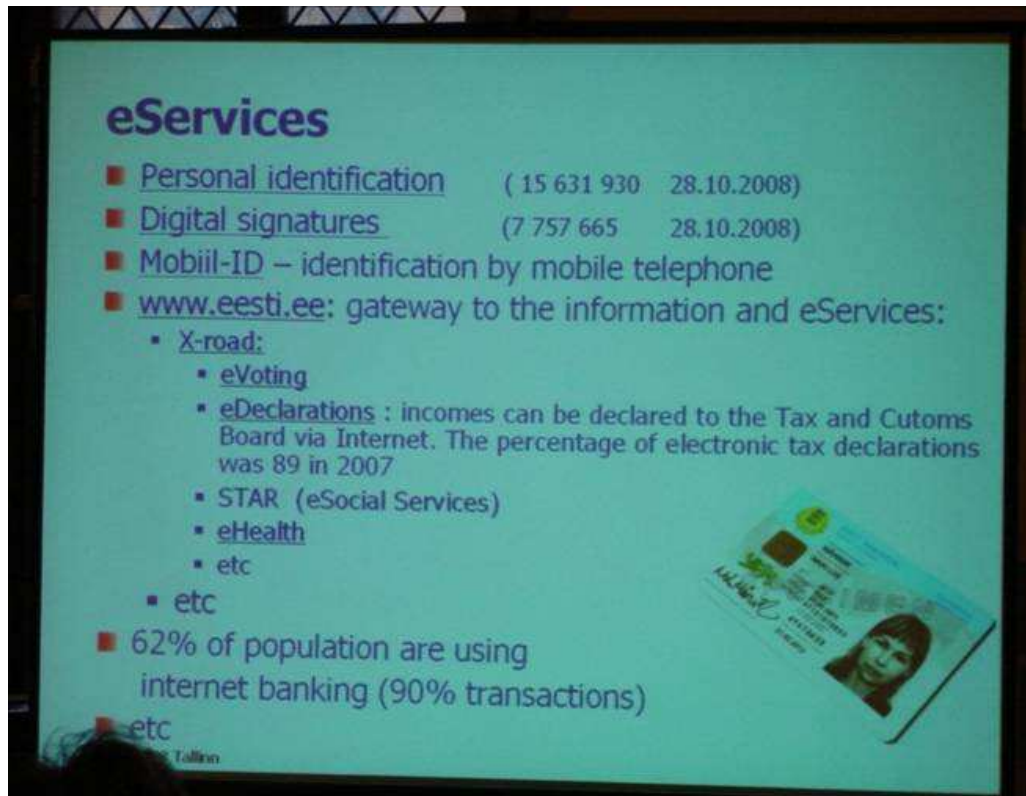 eServices
Personal identification ( 15 631 930 28.10.2008)
Digital signatures (7 757 665 28.10.2008)
Mobiil-ID – identification by mobile telephone
www.eesti.ee: gateway to the information and eServices:
X-road:
eVoting
eDeclarations : incomes can be declared to the Tax and Cutoms
Board via Internet. The percentage of electronic tax declarations
was 89 in 2007
STAR (eSocial Services)
eHealth
etc
etc
62% of population are using
internet banking (90% transactions)
etc
Tallinn